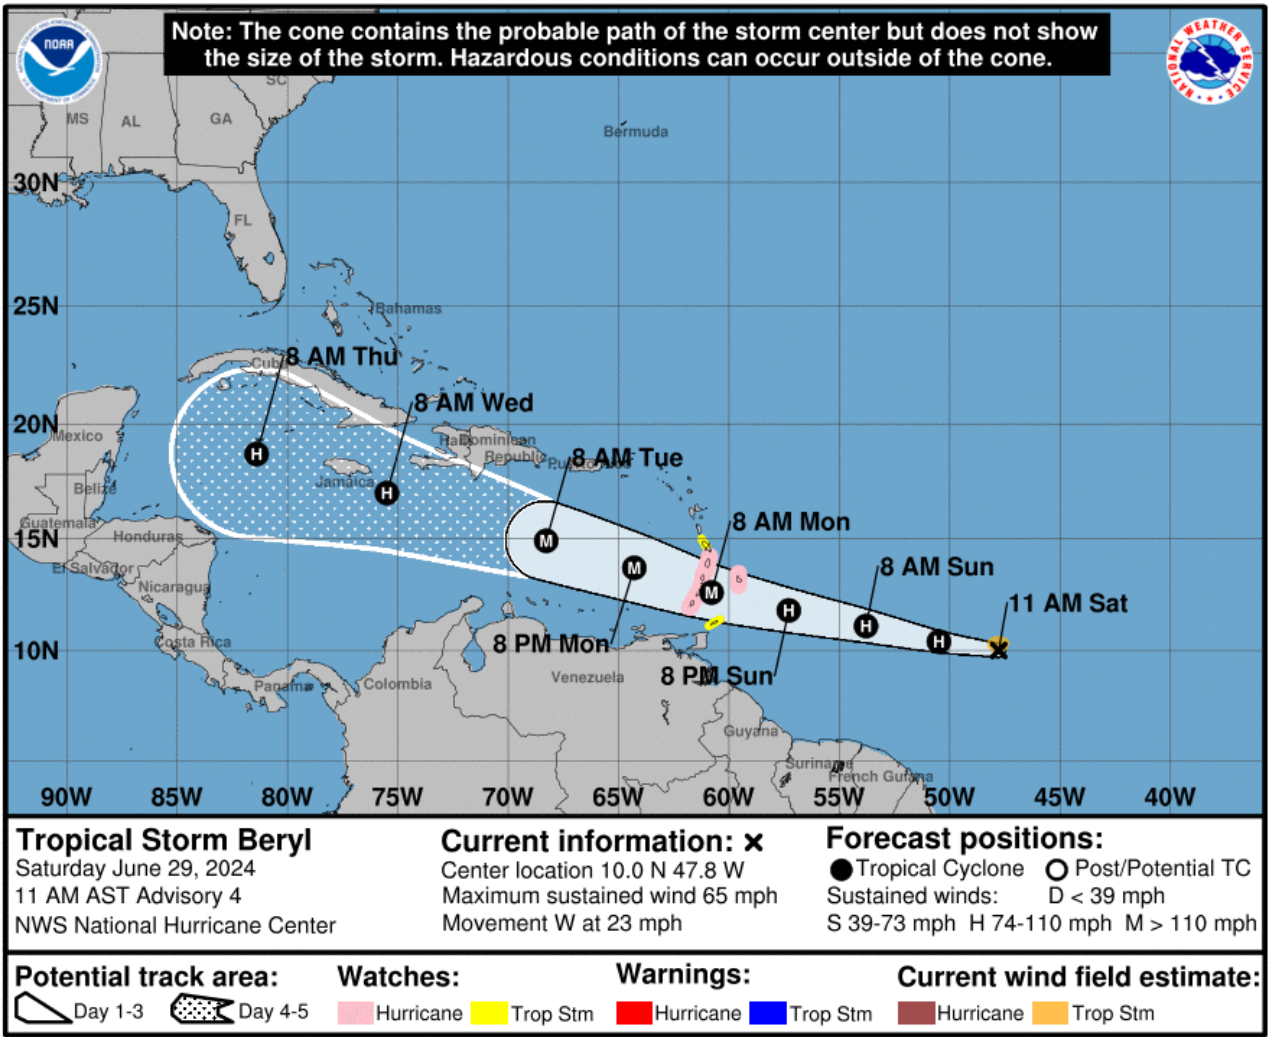 Note: The cone contains the probable path of the storm center but does not show
the size of the storm. Hazardous conditions can occur outside of the cone.
NOAA
NATIONAL WEATHER SERVICE
SC
MS
AL
GA
Bermuda
30N
FL
25N
Bahamas
8 AM Thu
Cuba
8 AM Wed
20N
Mexico
Haiti
Dominican
Republic
Puerto Rico
8 AM Tue
Jamaica
Belize
8 AM Mon
Guatemala
15N
Honduras
El Salvador
8 AM Sun
Nicaragua
11 AM Sat
Costa Rica
8 PM Mon
10N
Panama
Colombia
Venezuela
8 PM Sun
Guyana
Suriname
French Guiana
H
H
M
M
M
H
H
H
90W 85W 80W 75W 70W 65W 60W 55W 50W 45W 40W
Tropical Storm Beryl
Saturday June 29, 2024
11 AM AST Advisory 4
NWS National Hurricane Center
Current information: x
Center location 10.0 N 47.8 W
Maximum sustained wind 65 mph
Movement W at 23 mph
Forecast positions:
Tropical Cyclone Post/Potential TC
Sustained winds: D < 39 mph
S 39-73 mph H 74-110 mph M > 110 mph
Potential track area:
Day 1-3 Day 4-5
Watches:
Hurricane Trop Stm
Warnings:
Hurricane Trop Stm
Current wind field estimate:
Hurricane Trop Stm